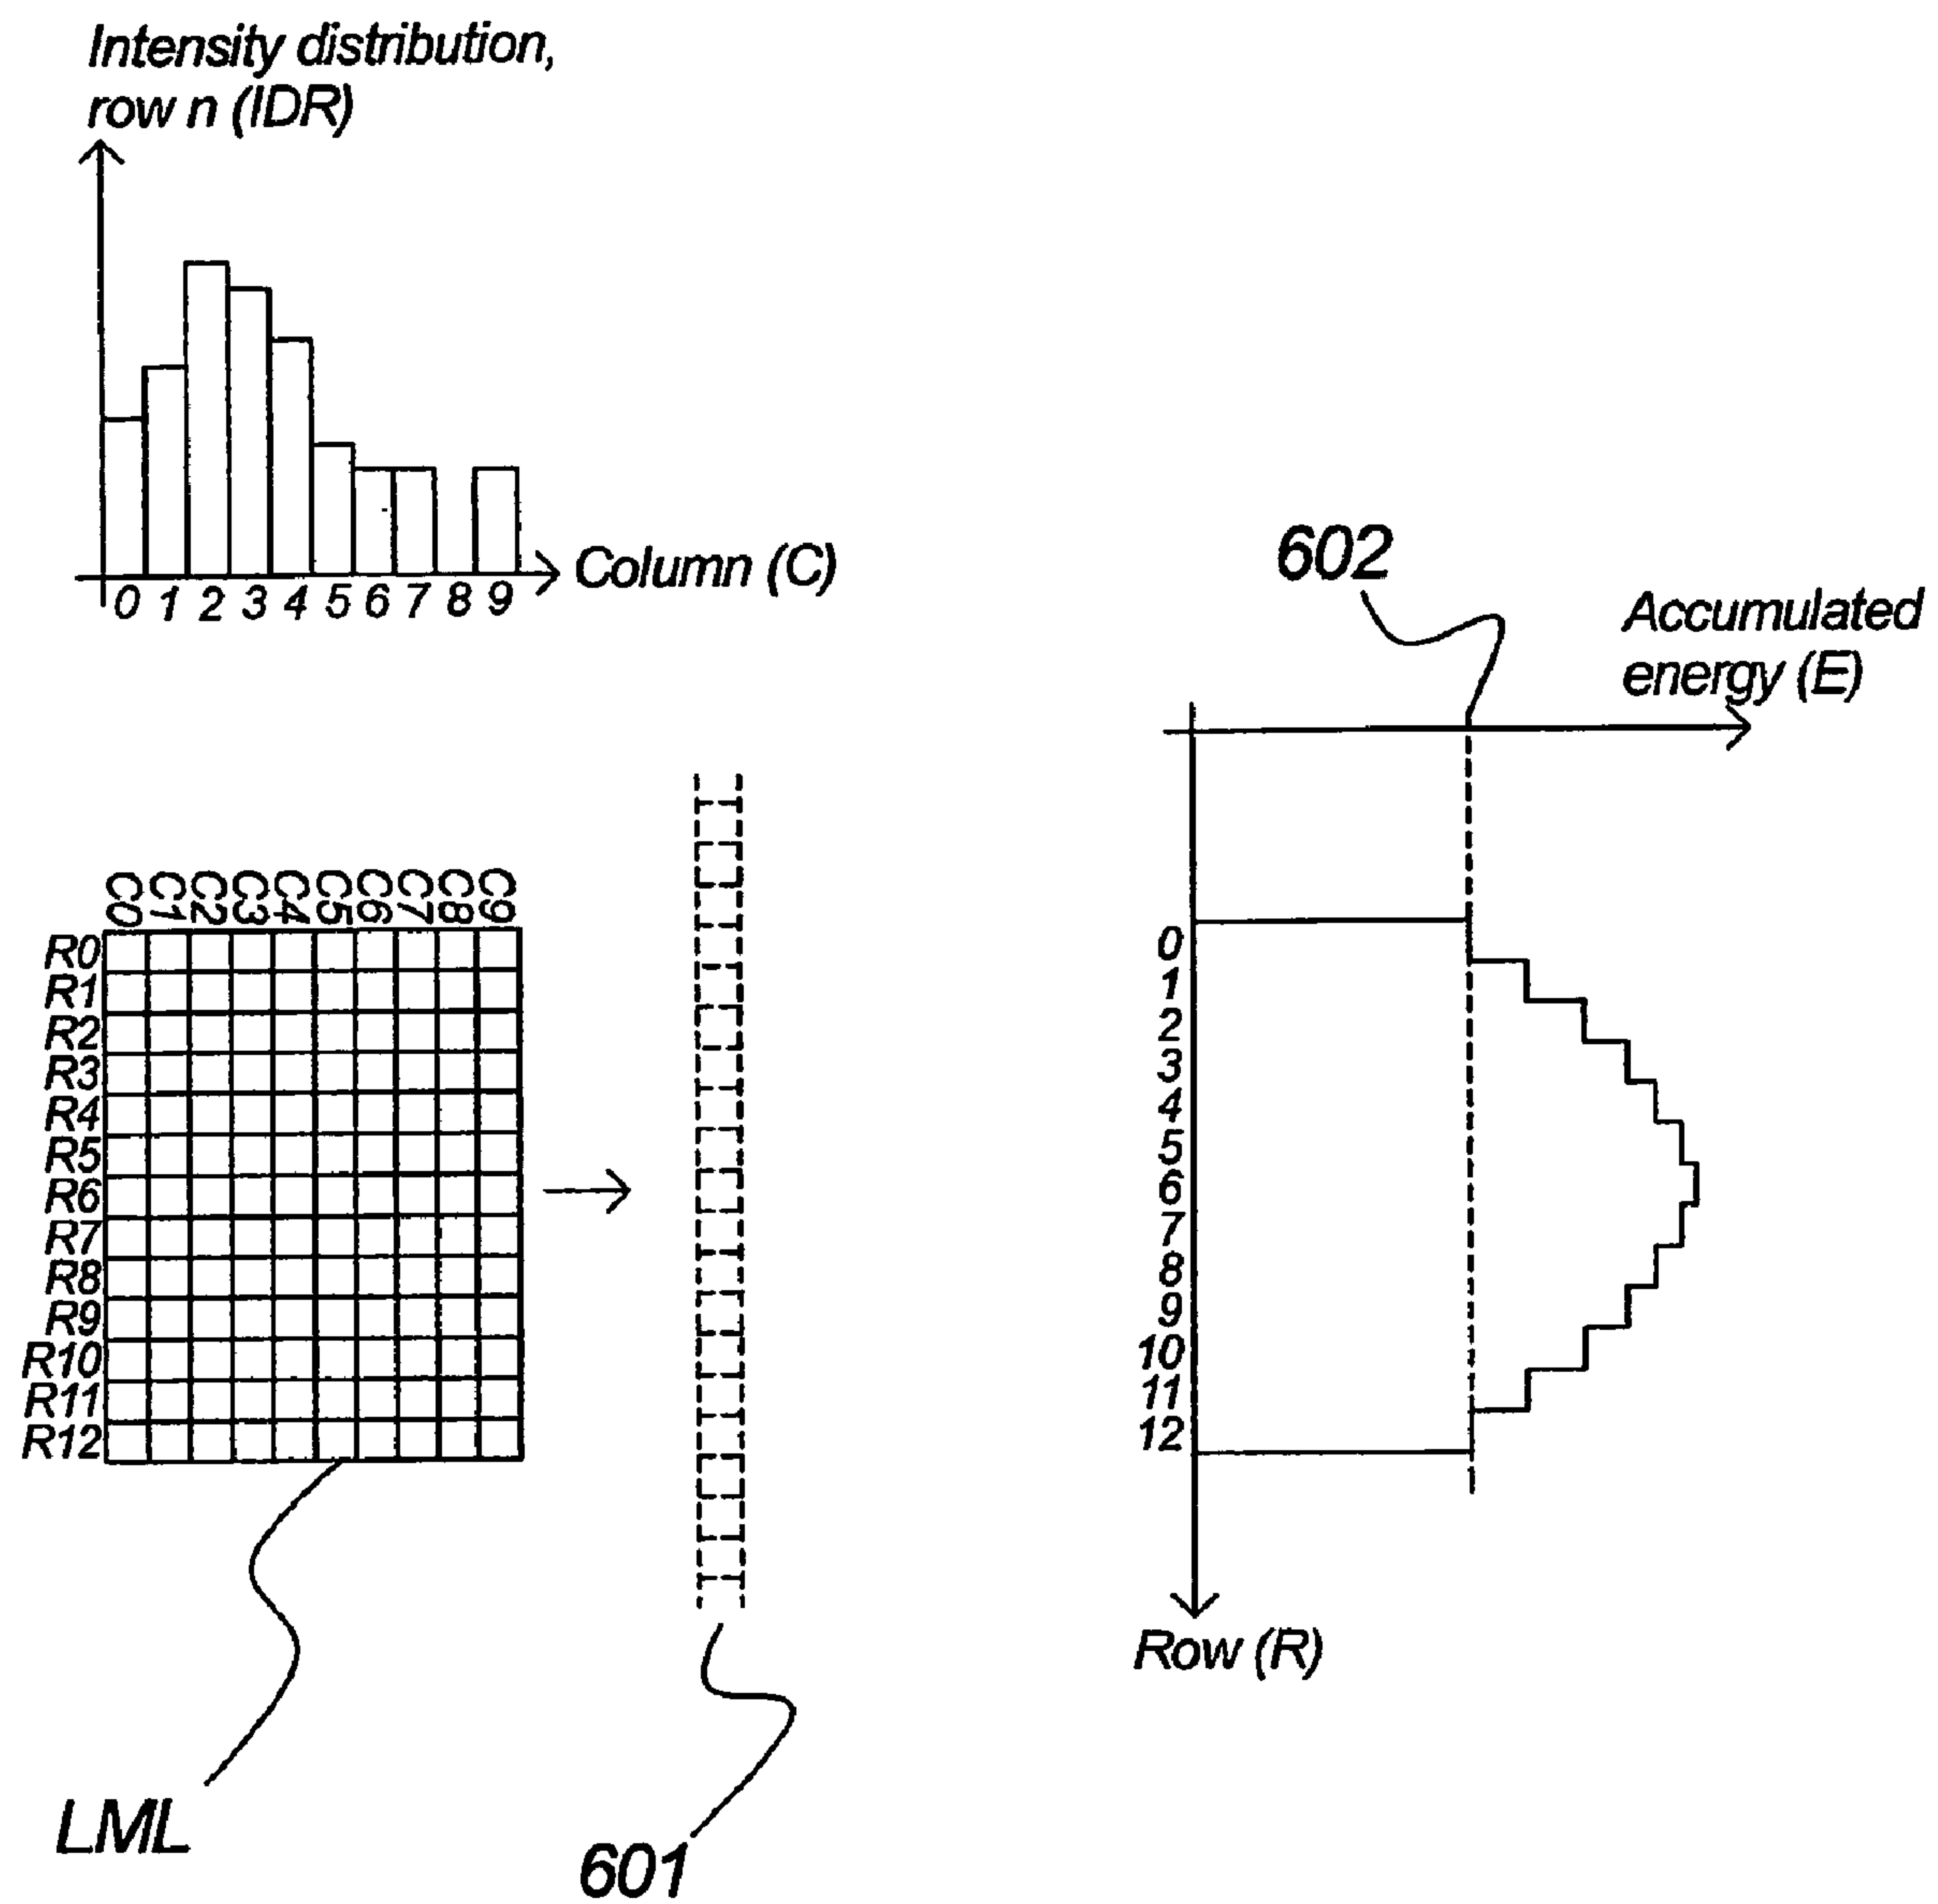 Intensity distribution,
row n (IDR)
Column (C)
0 1 2 3 4 5 6 7 8 9
602
Accumulated
energy (E)
C0 C1 C2 C3 C4 C5 C6 C7 C8 C9
R0
R1
R2
R3
R4
R5
R6
R7
R8
R9
R10
R11
R12
0
1
2
3
4
5
6
7
8
9
10
11
12
Row (R)
LML
601